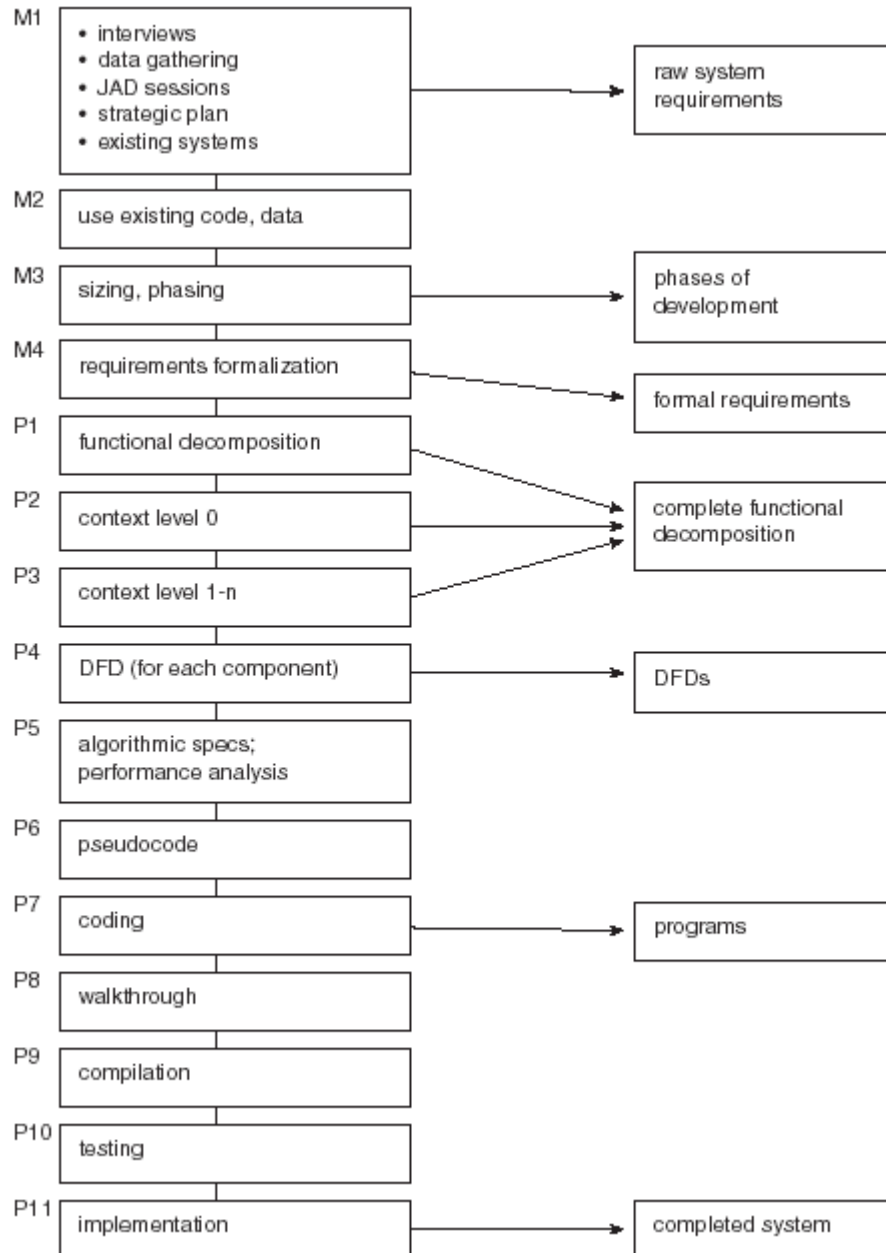 M1
• interviews
• data gathering
• JAD sessions
• strategic plan
• existing systems
raw system
requirements
M2
use existing code, data
M3
sizing, phasing
phases of
development
M4
requirements formalization
formal requirements
P1
functional decomposition
P2
context level 0
complete functional
decomposition
P3
context level 1-n
P4
DFD (for each component)
DFDs
P5
algorithmic specs;
performance analysis
P6
pseudocode
P7
coding
programs
P8
walkthrough
P9
compilation
P10
testing
P11
implementation
completed system